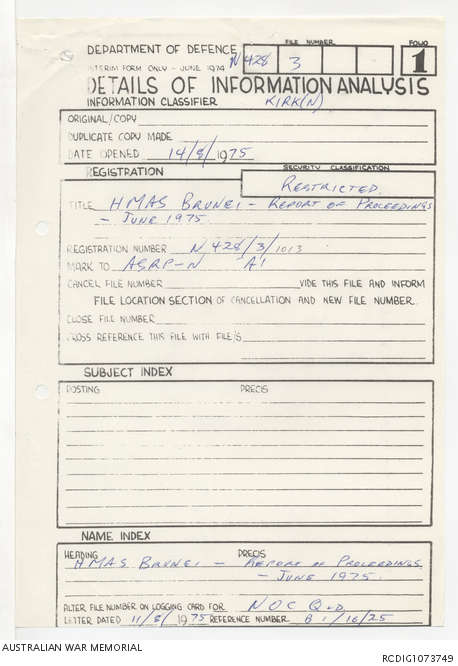 DEPARTMENT OF DEFENCE
FILE NUMBER
FOLIO
INTERIM FORM ONLY - JUNE 1974
N 428 3
1
DETAILS OF INFORMATION ANALYSIS
INFORMATION CLASSIFIER KIRK(N)
ORIGINAL/COPY
DUPLICATE COPY MADE
DATE OPENED 14/8/1975
REGISTRATION
SECURITY CLASSIFICATION
RESTRICTED
TITLE HMAS BRUNEI - REPORT OF PROCEEDINGS
- JUNE 1975
REGISTRATION NUMBER N 428/3/1013
MARK TO ASRP-N A1
CANCEL FILE NUMBER VIDE THIS FILE AND INFORM
FILE LOCATION SECTION OF CANCELLATION AND NEW FILE NUMBER.
CLOSE FILE NUMBER
CROSS REFERENCE THIS FILE WITH FILE/S
SUBJECT INDEX
POSTING PRECIS
NAME INDEX
HEADING PRECIS
HMAS BRUNEI - REPORT OF PROCEEDINGS
- JUNE 1975.
ALTER FILE NUMBER ON LOGGING CARD FOR NOC Q-D
LETTER DATED 11/8/1975 REFERENCE NUMBER B 1/16/25
AUSTRALIAN WAR MEMORIAL
RCDIG1073749